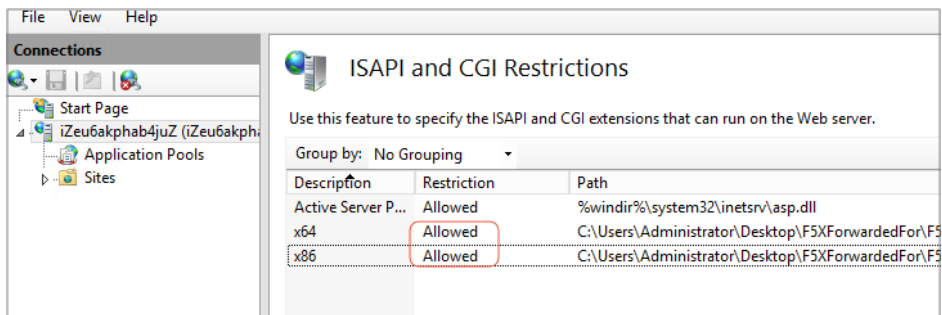 File View Help
Connections
ISAPI and CGI Restrictions
Start Page
iZeu6akphab4juZ (iZeu6akpha
Use this feature to specify the ISAPI and CGI extensions that can run on the Web server.
Application Pools
Group by: No Grouping
Sites
Description Restriction Path
Active Server P... Allowed %windir%\system32\inetsrv\asp.dll
x64 Allowed C:\Users\Administrator\Desktop\F5XForwardedFor\F5
x86 Allowed C:\Users\Administrator\Desktop\F5XForwardedFor\F5